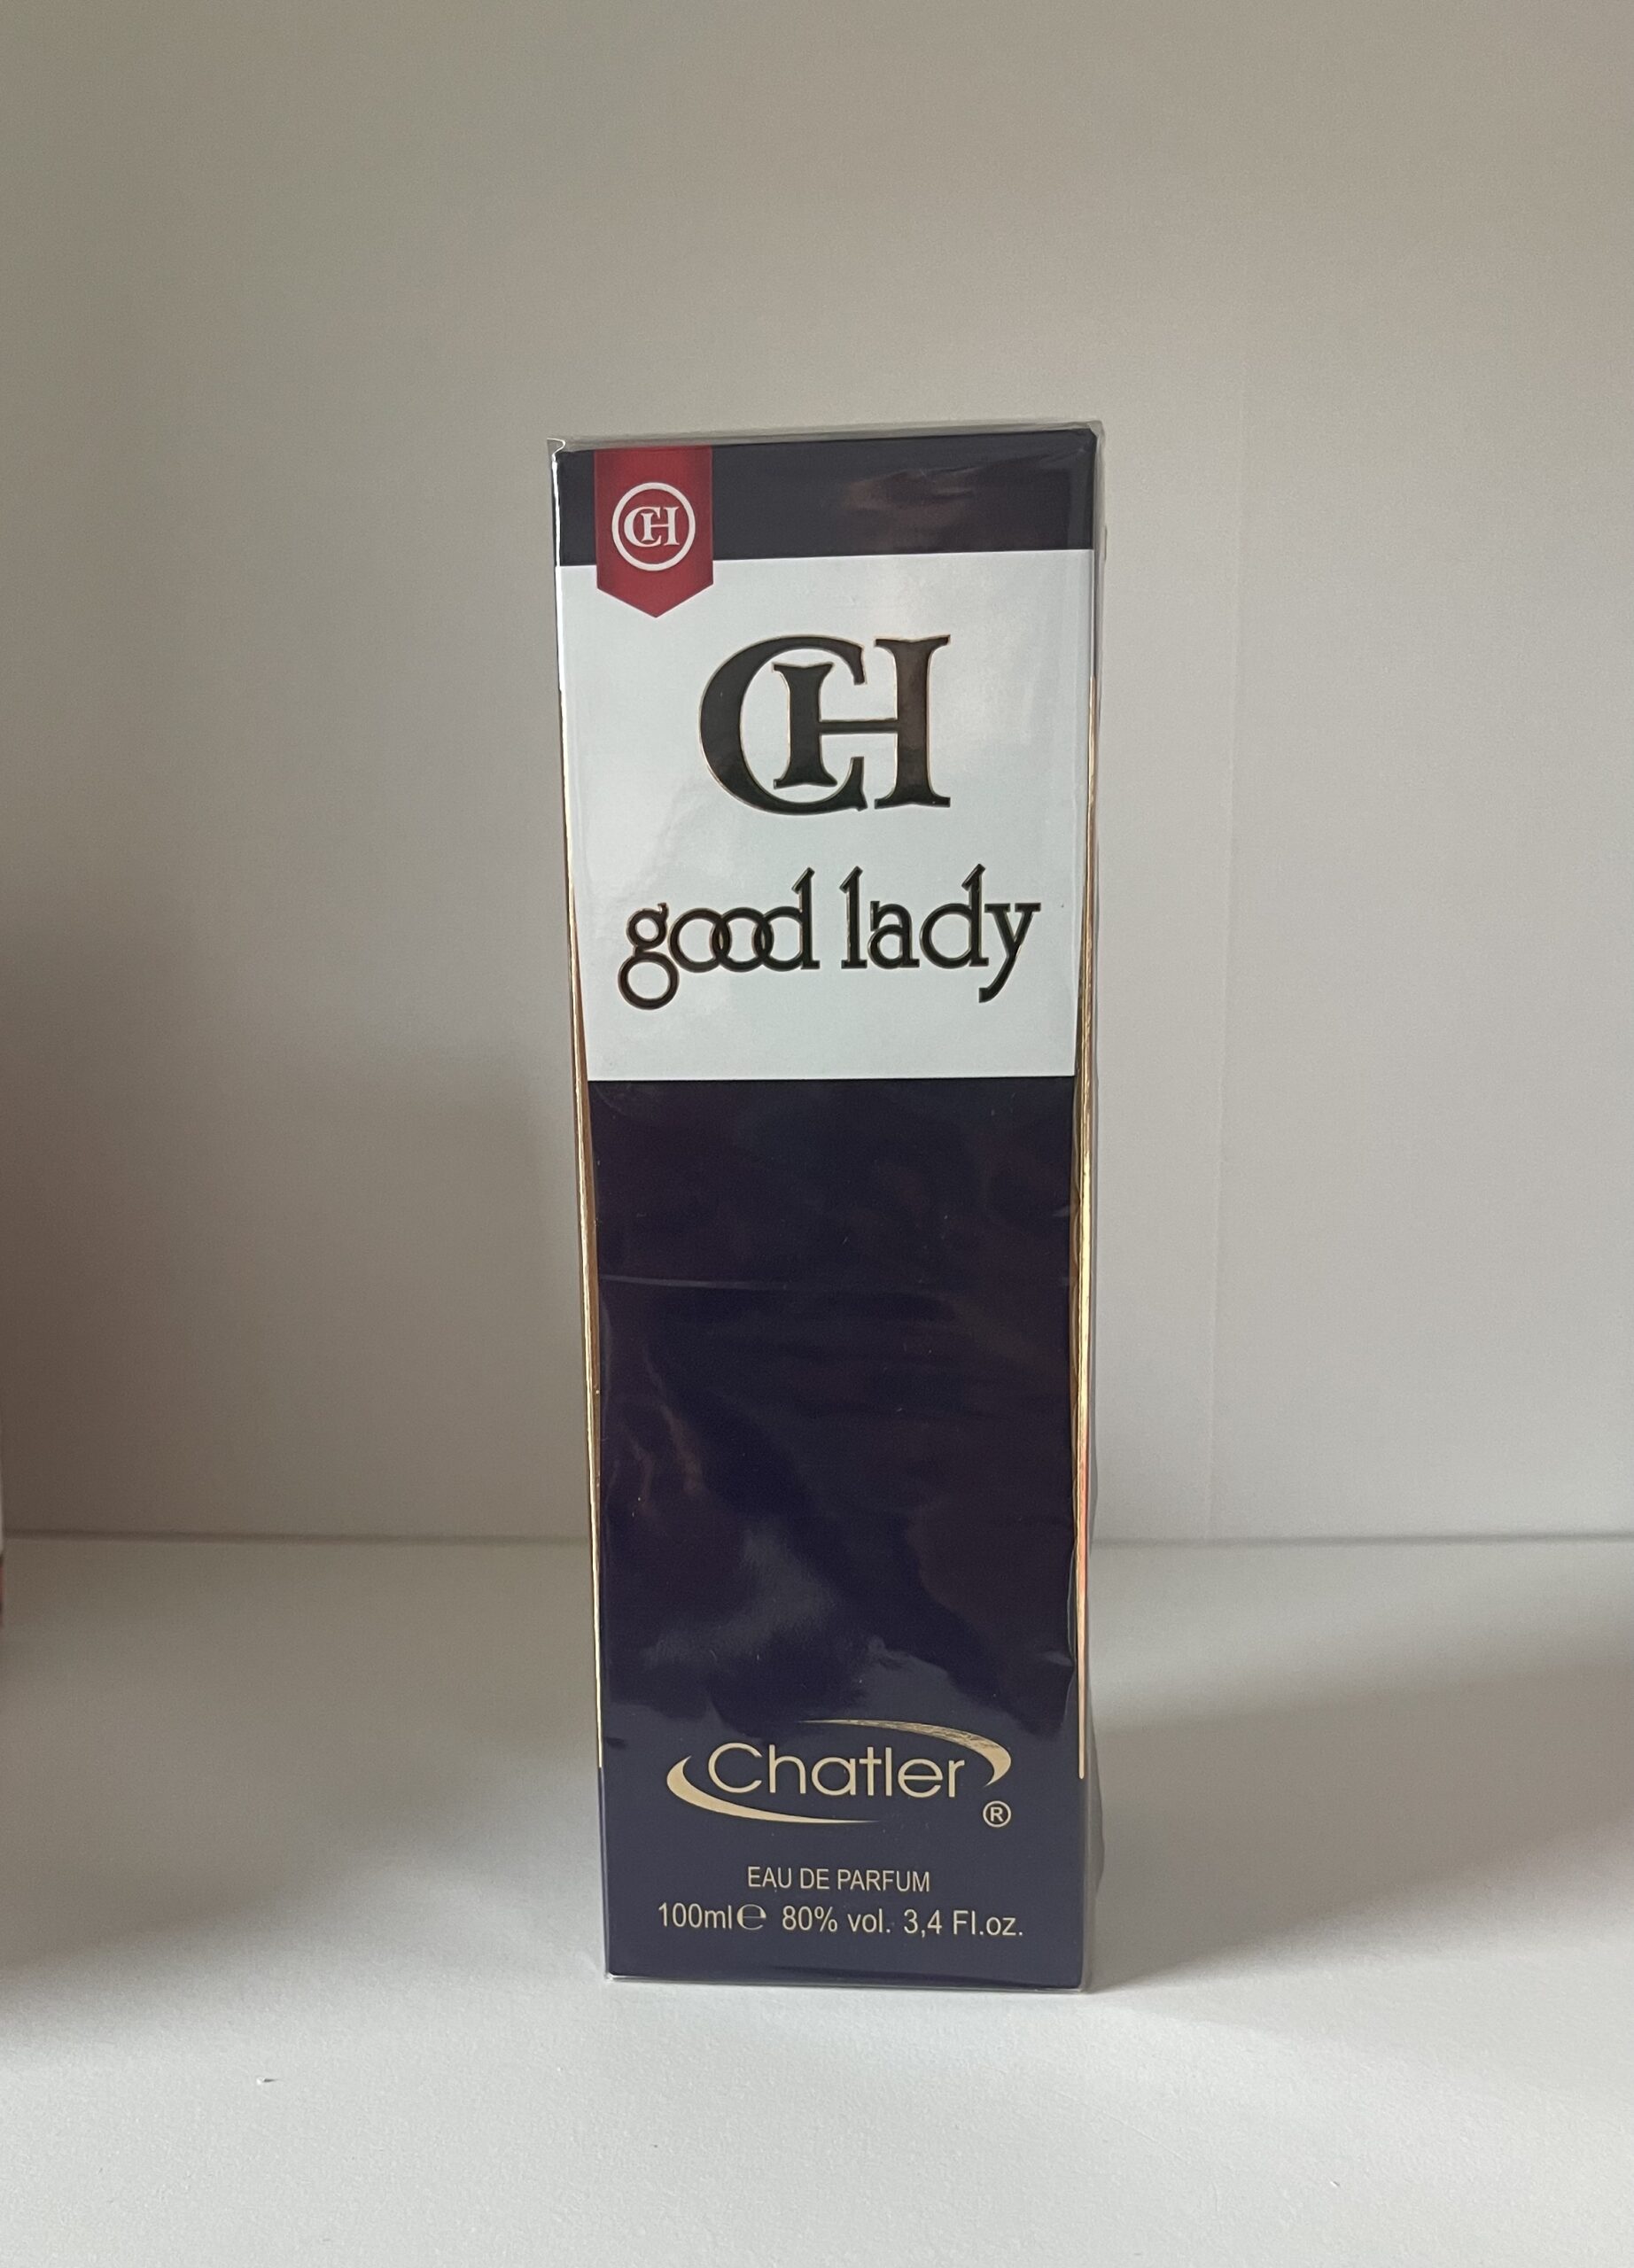 CH
CH
good lady
Chatler
®
EAU DE PARFUM
100ml℮ 80% vol. 3,4 Fl.oz.